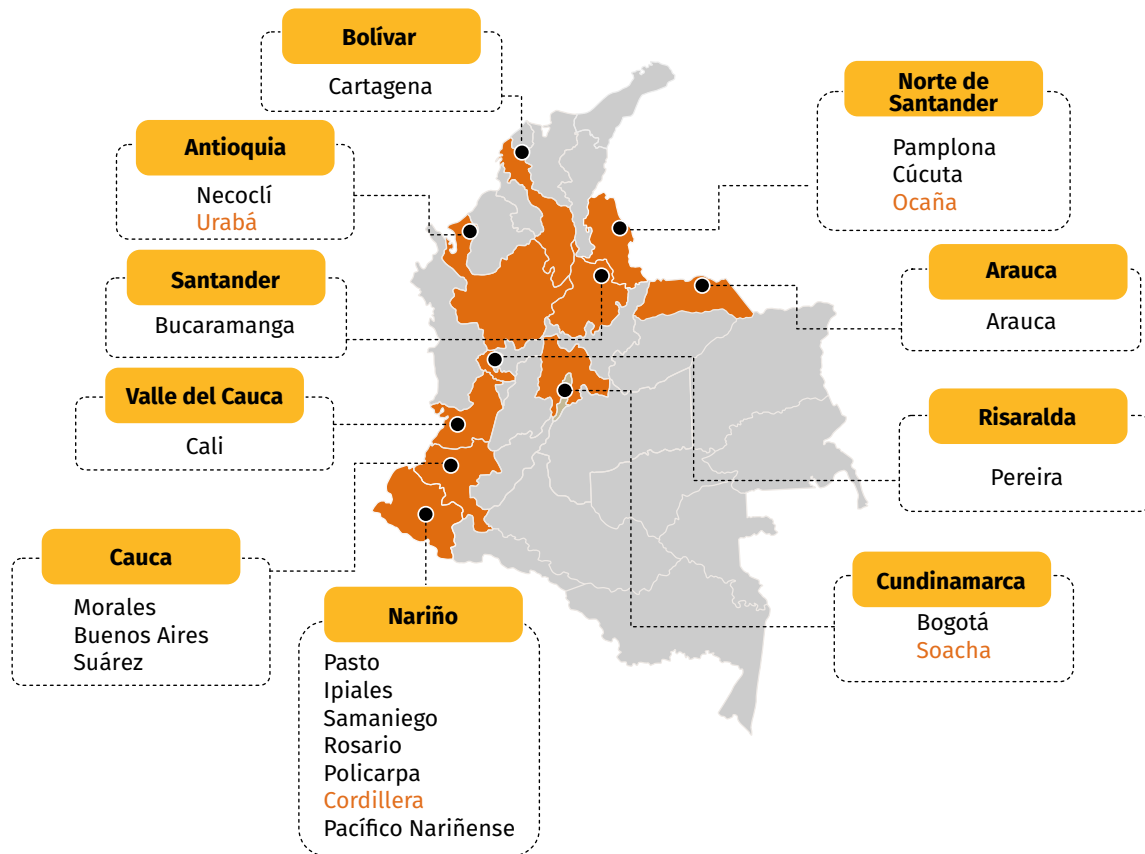 Bolívar
Cartagena
Antioquia
Necoclí
Urabá
Santander
Bucaramanga
Valle del Cauca
Cali
Cauca
Morales
Buenos Aires
Suárez
Nariño
Pasto
Ipiales
Samaniego
Rosario
Policarpa
Cordillera
Pacífico Nariñense
Norte de
Santander
Pamplona
Cúcuta
Ocaña
Arauca
Arauca
Risaralda
Pereira
Cundinamarca
Bogotá
Soacha